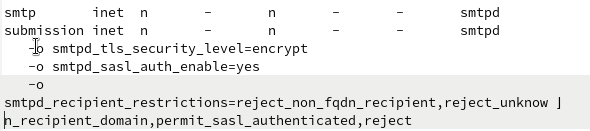 smtp inet n - n - - smtpd
submission inet n - n - - smtpd
-o smtpd_tls_security_level=encrypt
-o smtpd_sasl_auth_enable=yes
-o
smtpd_recipient_restrictions=reject_non_fqdn_recipient,reject_unknow ⌋
n_recipient_domain,permit_sasl_authenticated,reject